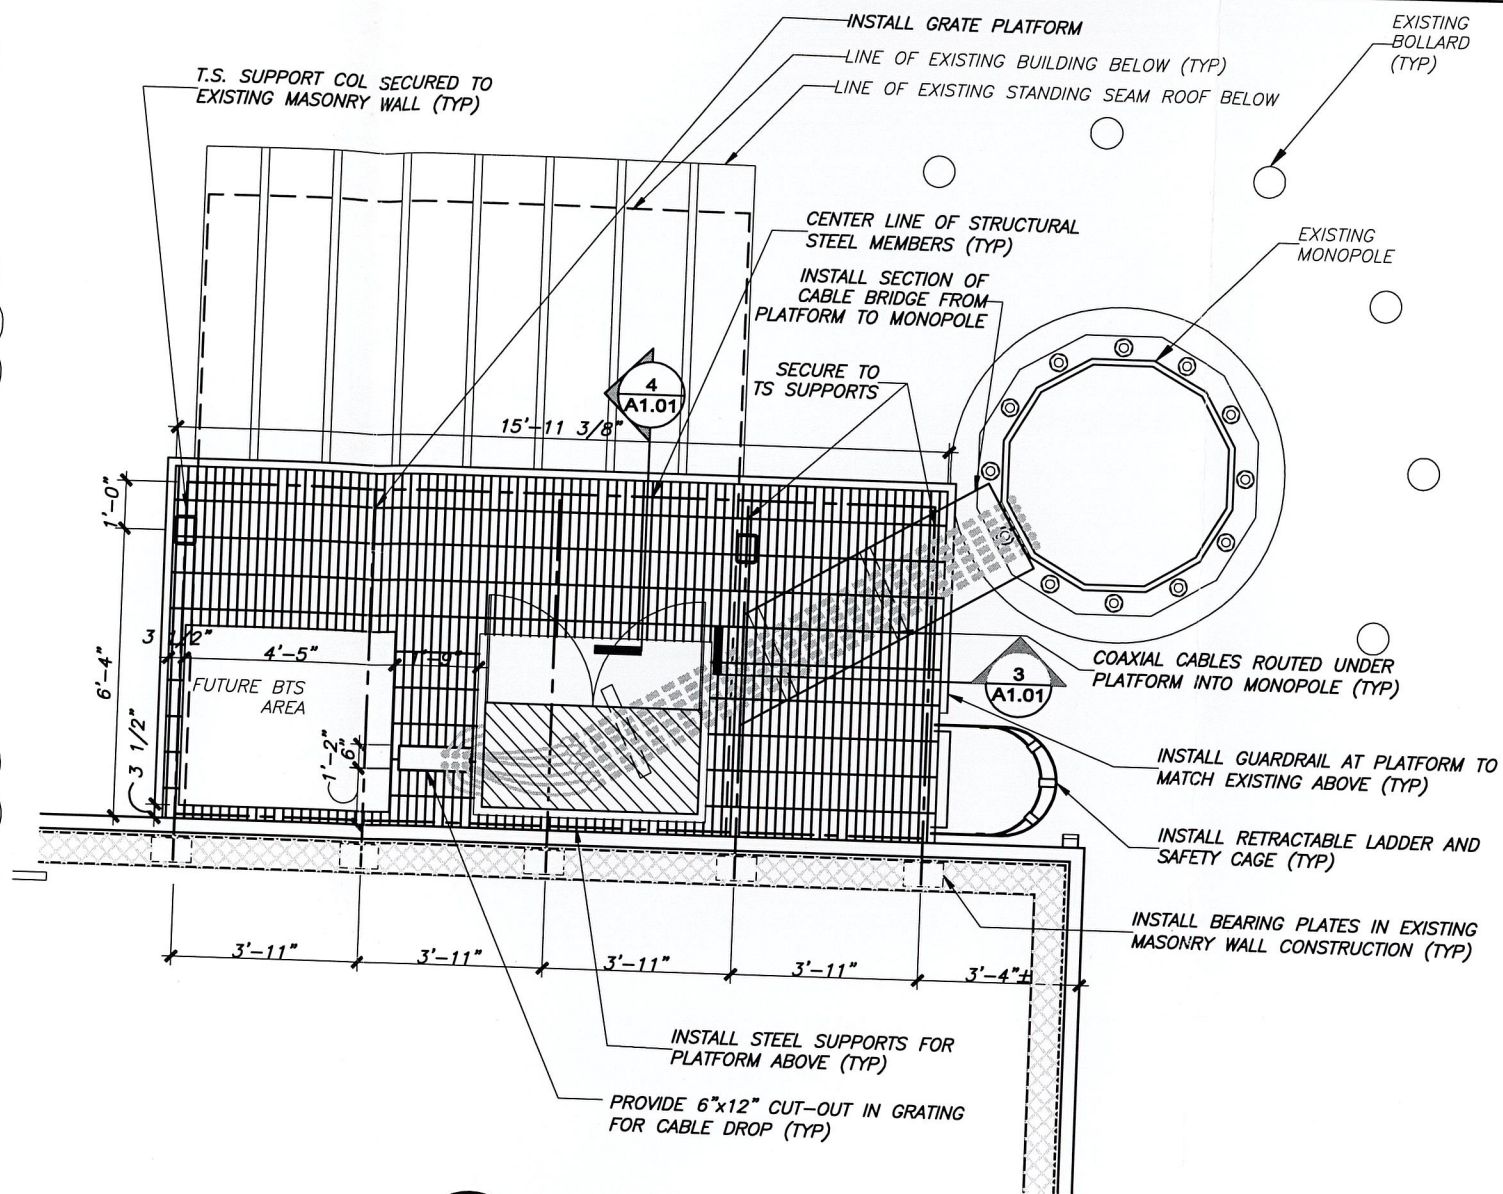 INSTALL GRATE PLATFORM
LINE OF EXISTING BUILDING BELOW (TYP)
LINE OF EXISTING STANDING SEAM ROOF BELOW
EXISTING
BOLLARD
(TYP)
T.S. SUPPORT COL SECURED TO
EXISTING MASONRY WALL (TYP)
CENTER LINE OF STRUCTURAL
STEEL MEMBERS (TYP)
EXISTING
MONOPOLE
INSTALL SECTION OF
CABLE BRIDGE FROM
PLATFORM TO MONOPOLE
SECURE TO
TS SUPPORTS
4
A1.01
15'-11 3/8"
1'-0"
6'-4"
3 1/2"
3 1/2"
4'-5"
1'-9"
FUTURE BTS
AREA
1'-2"
6"
3
A1.01
COAXIAL CABLES ROUTED UNDER
PLATFORM INTO MONOPOLE (TYP)
INSTALL GUARDRAIL AT PLATFORM TO
MATCH EXISTING ABOVE (TYP)
INSTALL RETRACTABLE LADDER AND
SAFETY CAGE (TYP)
INSTALL BEARING PLATES IN EXISTING
MASONRY WALL CONSTRUCTION (TYP)
3'-11"
3'-11"
3'-11"
3'-11"
3'-4"±
INSTALL STEEL SUPPORTS FOR
PLATFORM ABOVE (TYP)
PROVIDE 6"x12" CUT-OUT IN GRATING
FOR CABLE DROP (TYP)